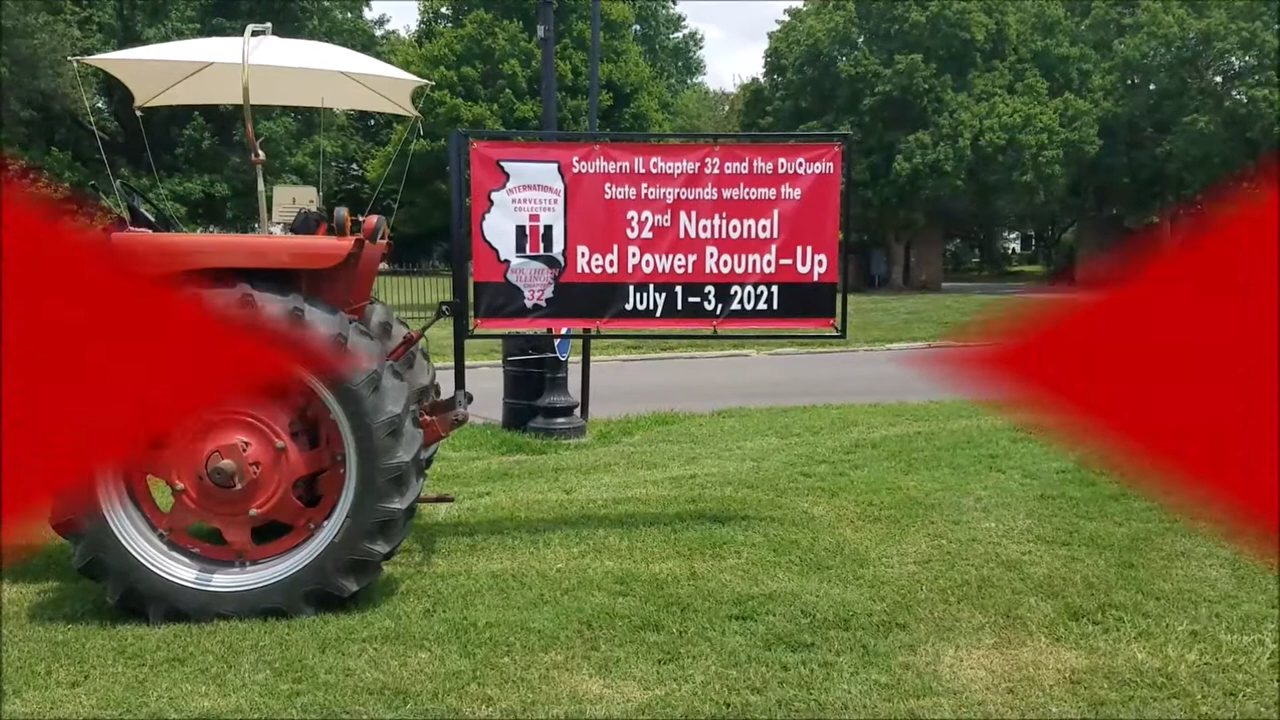 Southern IL Chapter 32 and the DuQuoin
State Fairgrounds welcome the
32nd National
Red Power Round-Up
July 1-3, 2021
INTERNATIONAL
HARVESTER
COLLECTORS
IH
SOUTHERN
ILLINOIS
CHAPTER
32